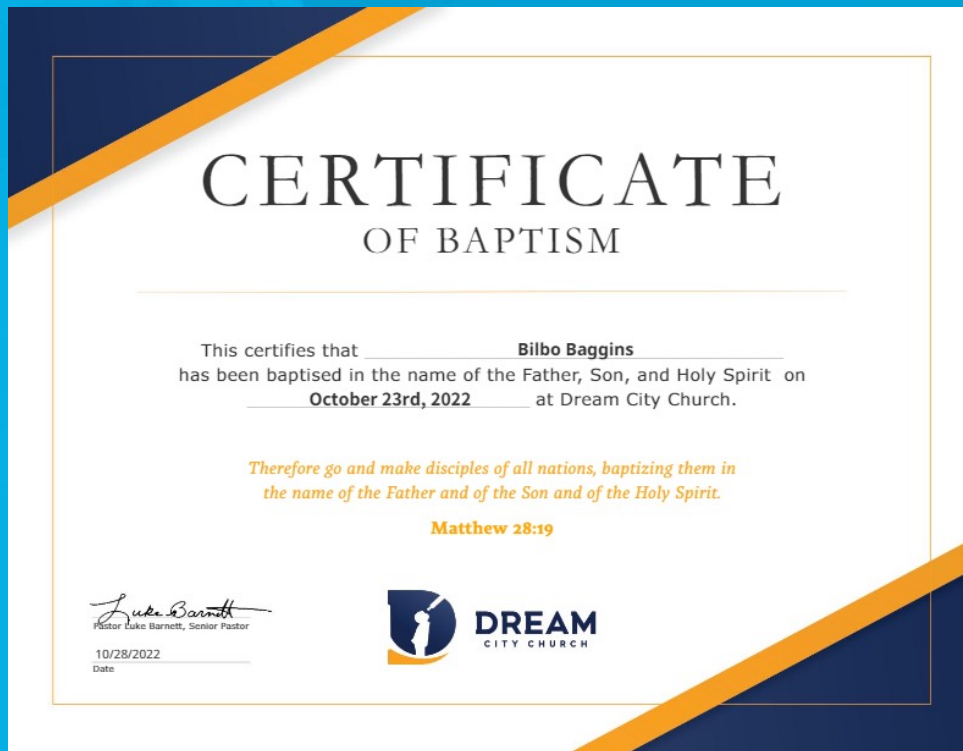 CERTIFICATE
OF BAPTISM
This certifies that Bilbo Baggins
has been baptised in the name of the Father, Son, and Holy Spirit on
October 23rd, 2022 at Dream City Church.
Therefore go and make disciples of all nations, baptizing them in
the name of the Father and of the Son and of the Holy Spirit.
Matthew 28:19
Luke Barnett
Pastor Luke Barnett, Senior Pastor
10/28/2022
Date
DREAM
CITY CHURCH